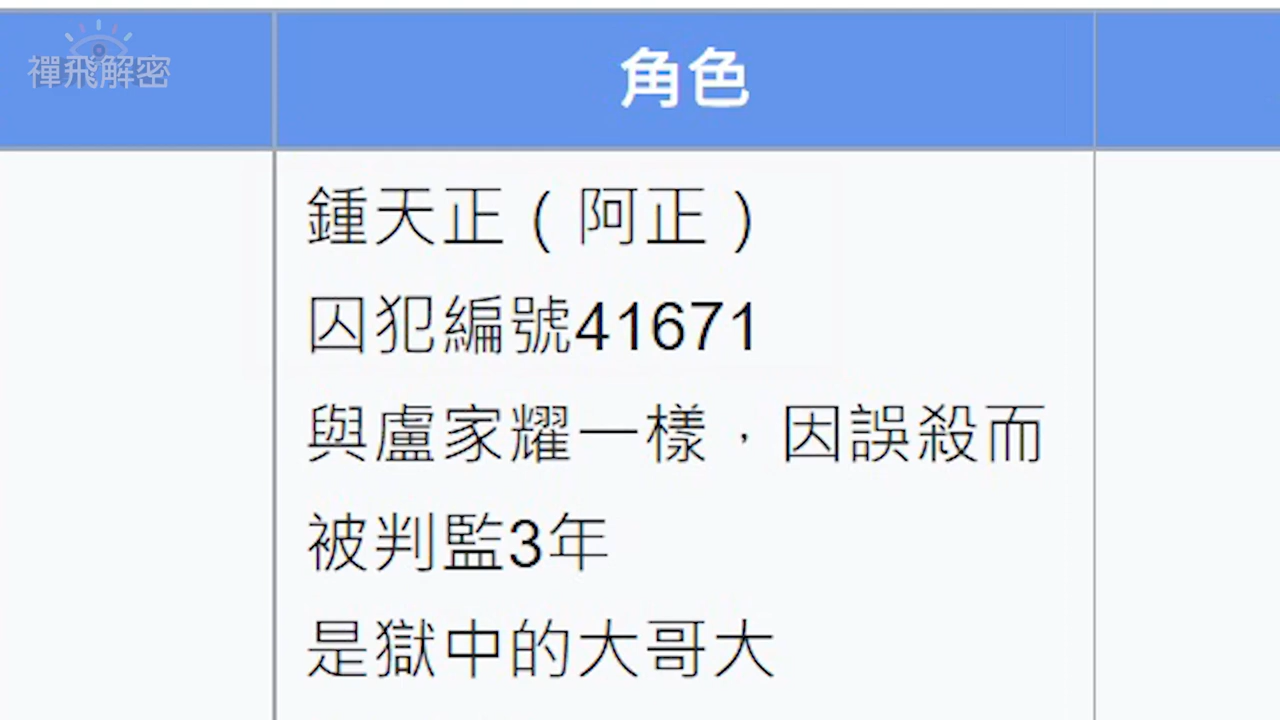 禪飛解密
角色
鍾天正（阿正）
囚犯編號41671
與盧家耀一樣，因誤殺而
被判監3年
是獄中的大哥大